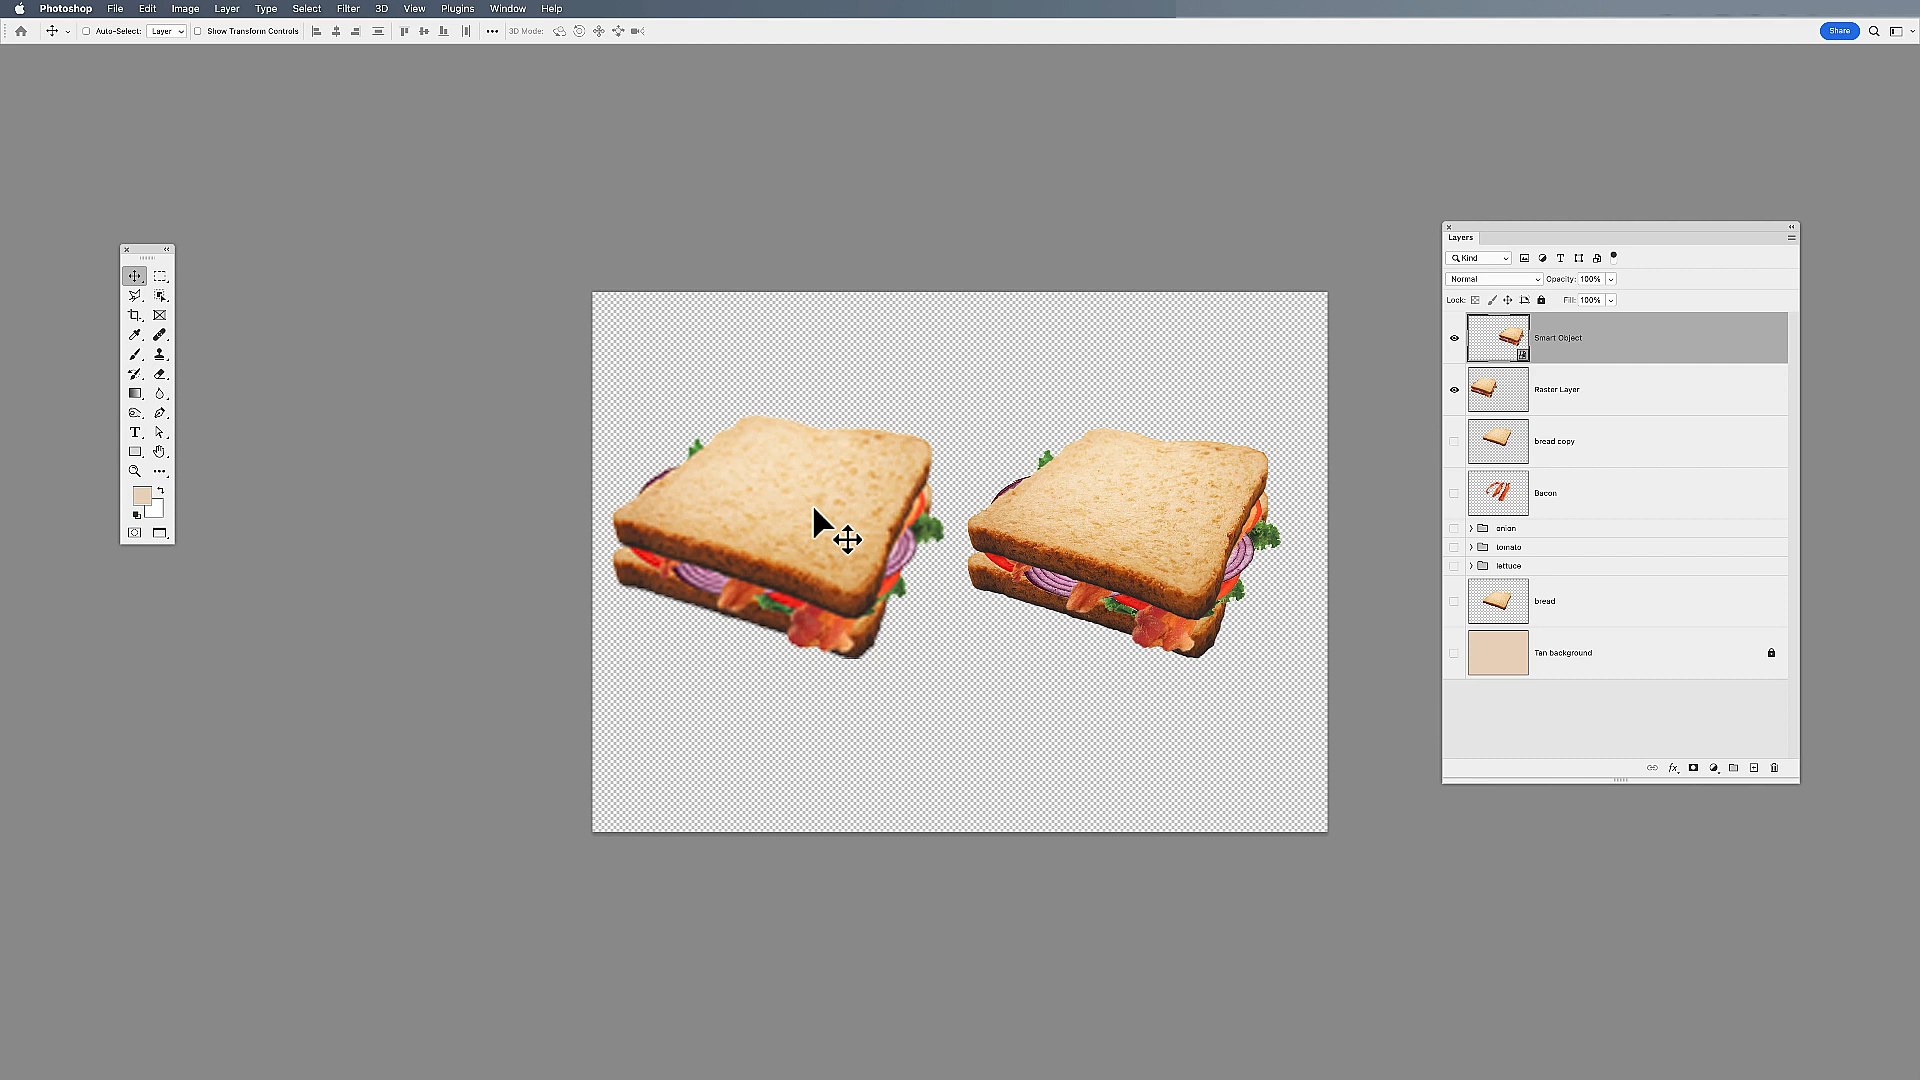 Photoshop File Edit Image Layer Type Select Filter 3D View Plugins Window Help
Auto-Select: Layer Show Transform Controls 3D Mode: Share
Layers
Kind
Normal Opacity: 100%
Lock: Fill: 100%
Smart Object
Raster Layer
bread copy
Bacon
onion
tomato
lettuce
bread
Tan background